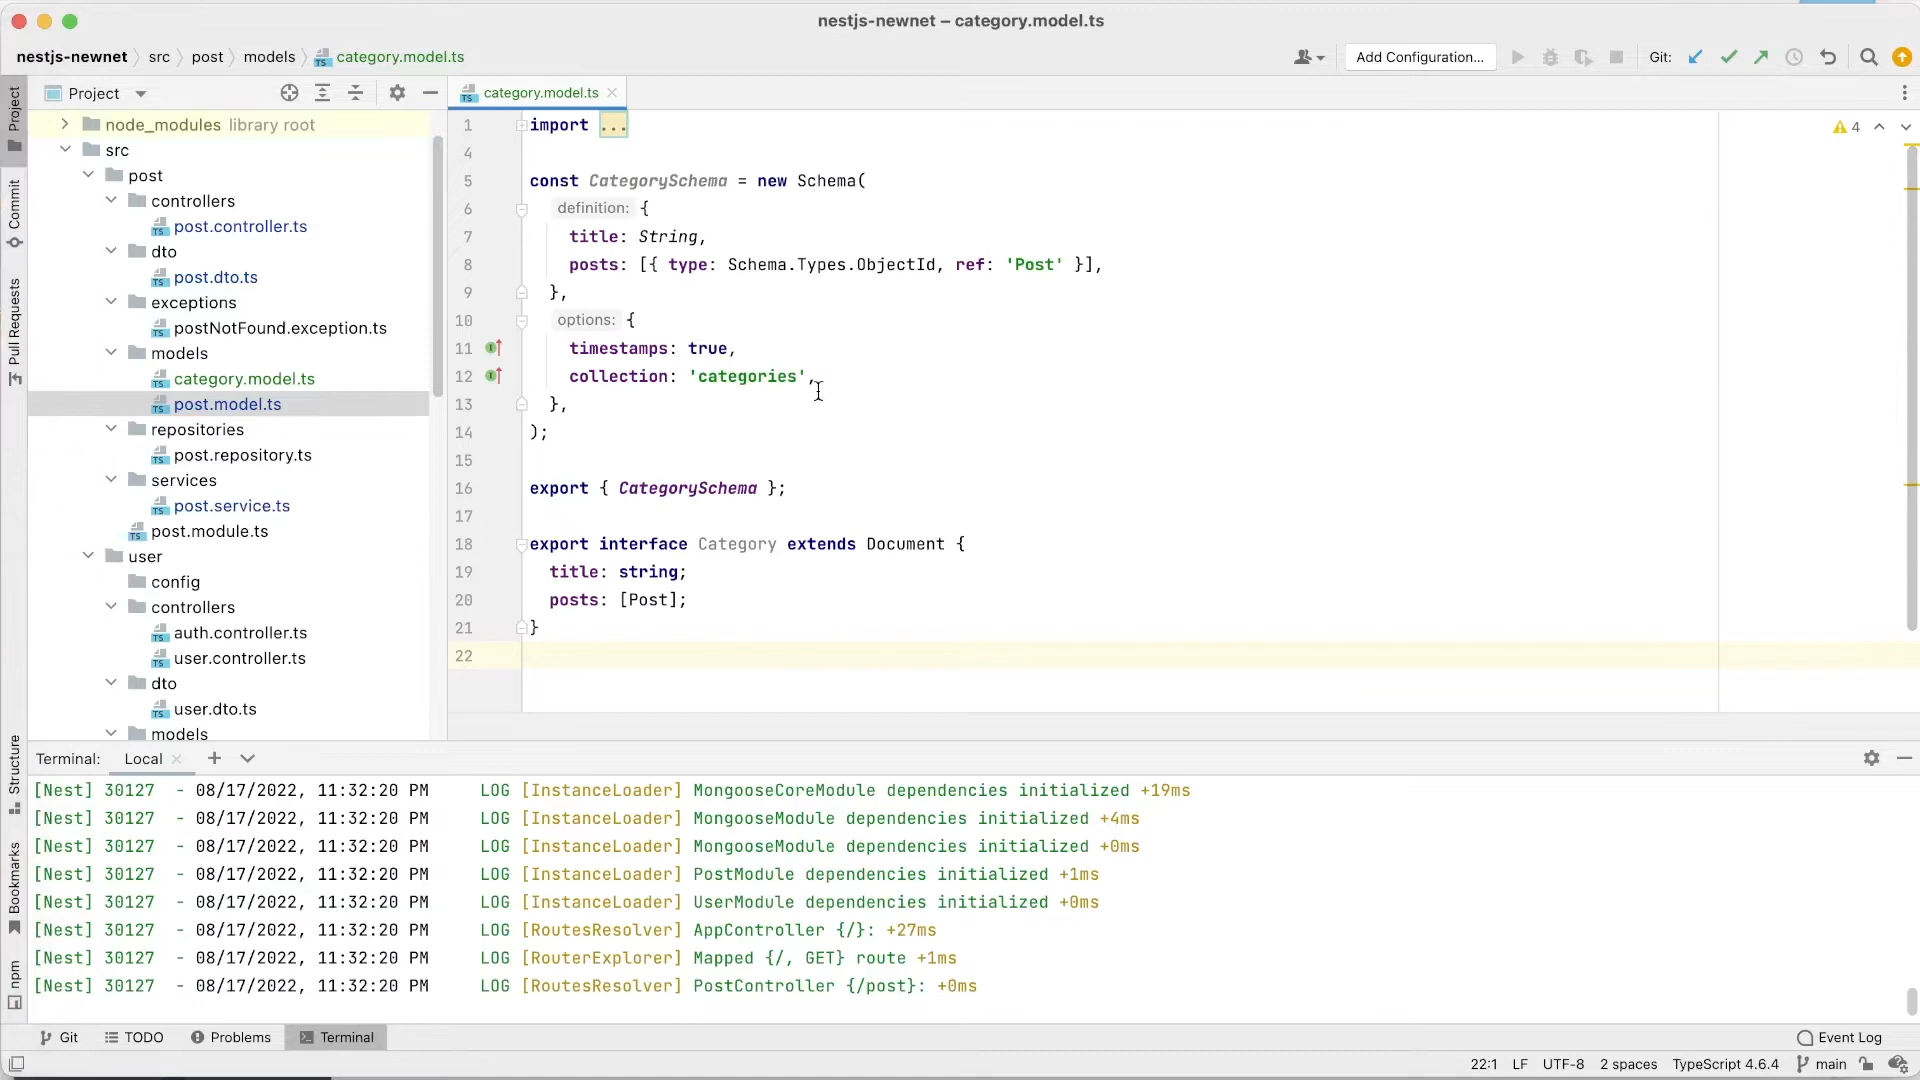 nestjs-newnet – category.model.ts
nestjs-newnet src post models category.model.ts
Add Configuration...
Git:
Project
category.model.ts
4
Project
Commit
Pull Requests
Structure
Bookmarks
npm
node_modules library root
src
post
controllers
post.controller.ts
dto
post.dto.ts
exceptions
postNotFound.exception.ts
models
category.model.ts
post.model.ts
repositories
post.repository.ts
services
post.service.ts
post.module.ts
user
config
controllers
auth.controller.ts
user.controller.ts
dto
user.dto.ts
models
1 import ...
4
5 const CategorySchema = new Schema(
6 definition: {
7 title: String,
8 posts: [{ type: Schema.Types.ObjectId, ref: 'Post' }],
9 },
10 options: {
11 timestamps: true,
12 collection: 'categories',
13 },
14 );
15
16 export { CategorySchema };
17
18 export interface Category extends Document {
19 title: string;
20 posts: [Post];
21 }
22
Terminal: Local
[Nest] 30127 - 08/17/2022, 11:32:20 PM LOG [InstanceLoader] MongooseCoreModule dependencies initialized +19ms
[Nest] 30127 - 08/17/2022, 11:32:20 PM LOG [InstanceLoader] MongooseModule dependencies initialized +4ms
[Nest] 30127 - 08/17/2022, 11:32:20 PM LOG [InstanceLoader] MongooseModule dependencies initialized +0ms
[Nest] 30127 - 08/17/2022, 11:32:20 PM LOG [InstanceLoader] PostModule dependencies initialized +1ms
[Nest] 30127 - 08/17/2022, 11:32:20 PM LOG [InstanceLoader] UserModule dependencies initialized +0ms
[Nest] 30127 - 08/17/2022, 11:32:20 PM LOG [RoutesResolver] AppController {/}: +27ms
[Nest] 30127 - 08/17/2022, 11:32:20 PM LOG [RouterExplorer] Mapped {/, GET} route +1ms
[Nest] 30127 - 08/17/2022, 11:32:20 PM LOG [RoutesResolver] PostController {/post}: +0ms
Git TODO Problems Terminal Event Log
22:1 LF UTF-8 2 spaces TypeScript 4.6.4 main